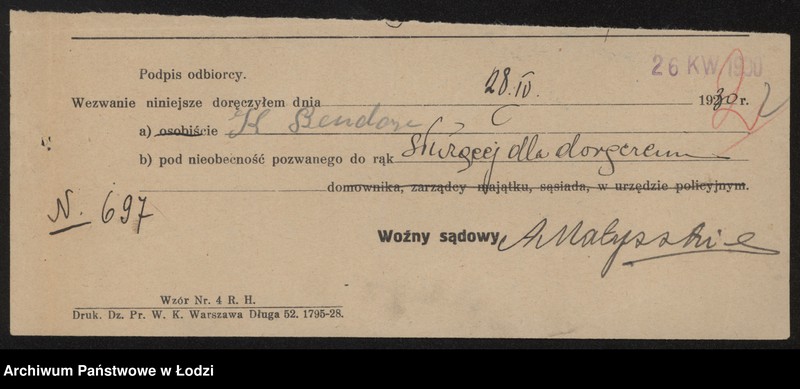 26 KW 1930
Podpis odbiorcy.
Wezwanie niniejsze doręczyłem dnia 28.IV. 1930 r.
a) osobiście
b) pod nieobecność pozwanego do rąk dla
domownika, zarządcy majątku, sąsiada, w urzędzie policyjnym.
N. 697
Woźny sądowy
Wzór Nr. 4 R. H.
Druk. Dz. Pr. W. K. Warszawa Długa 52. 1795-28.
Archiwum Państwowe w Łodzi